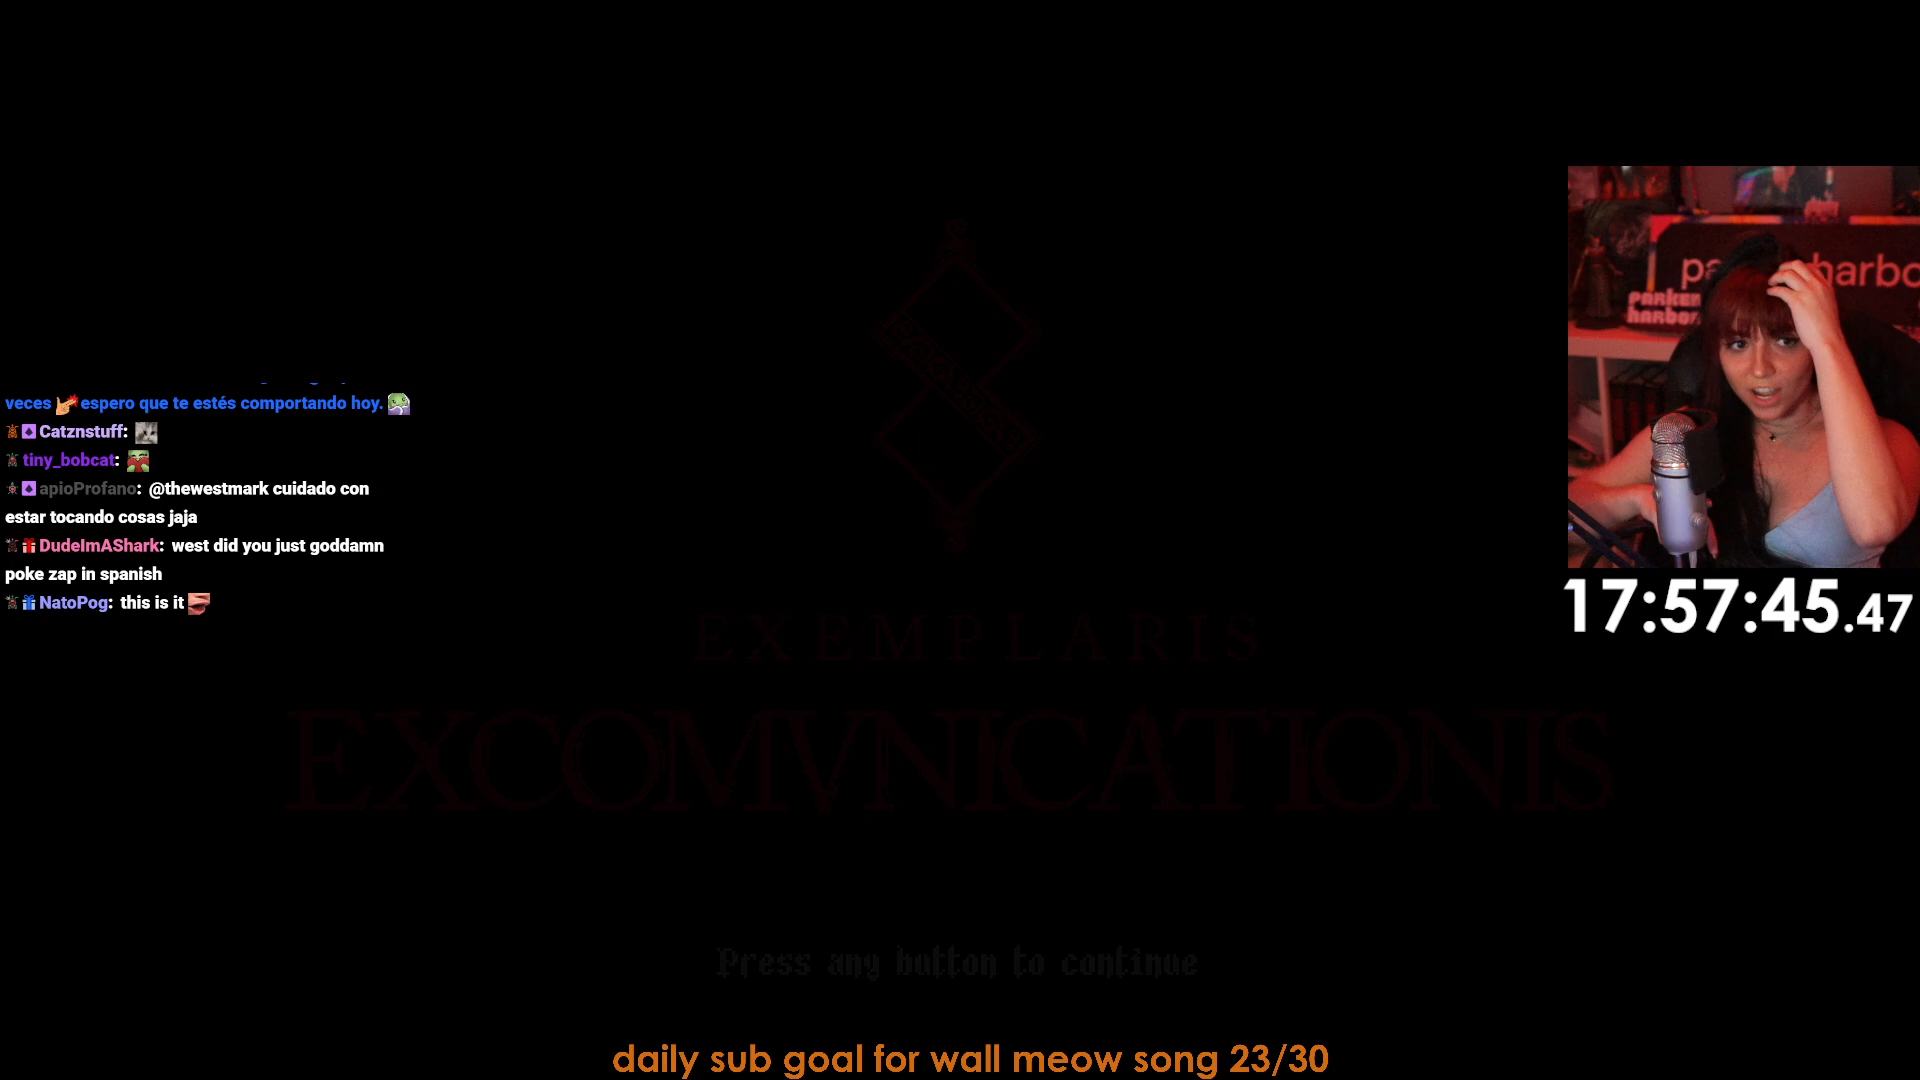 veces espero que te estés comportando hoy.
Catznstuff:
tiny_bobcat:
apioProfano: @thewestmark cuidado con
estar tocando cosas jaja
DudeImAShark: west did you just goddamn
poke zap in spanish
NatoPog: this is it
EXEMPLARIS
EXCOMVNICATIONIS
Press any button to continue
harbo
PARKER
harbor
17:57:45.47
daily sub goal for wall meow song 23/30